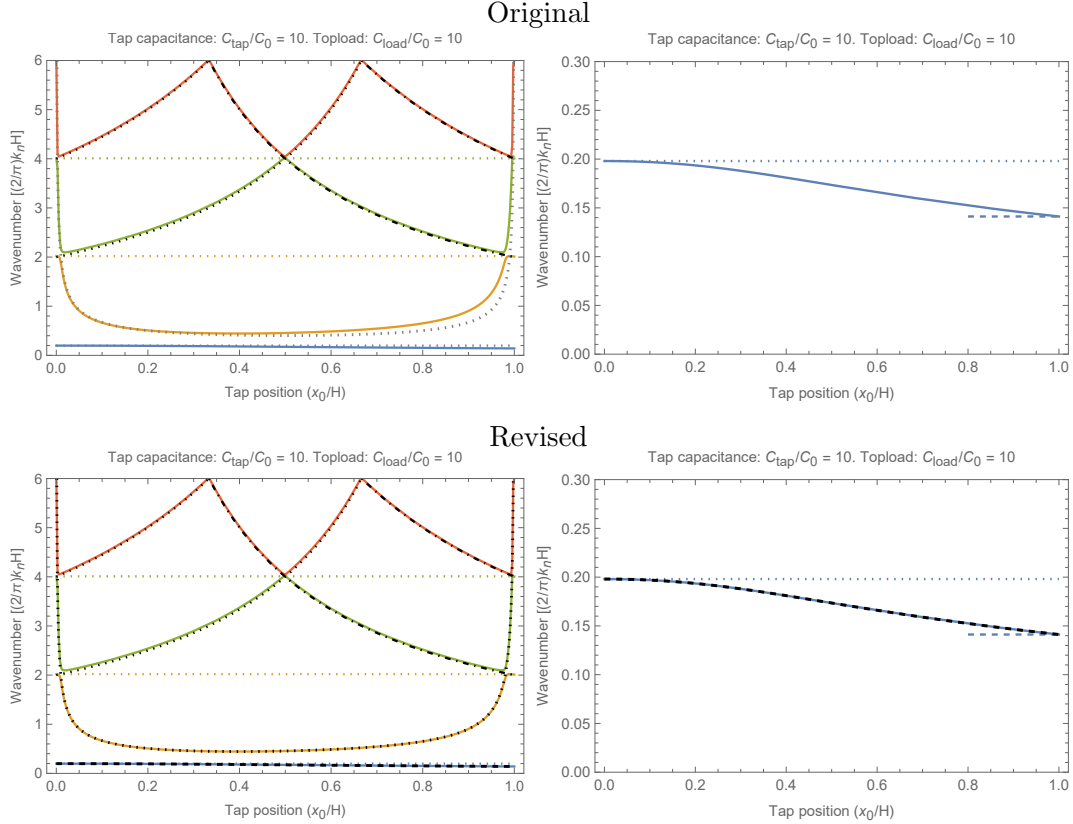 Original
Tap capacitance: C_tap/C_0 = 10. Topload: C_load/C_0 = 10
Wavenumber [(2/π)k_nH]
6
5
4
3
2
1
0
0.0 0.2 0.4 0.6 0.8 1.0
Tap position (x_0/H)
Tap capacitance: C_tap/C_0 = 10. Topload: C_load/C_0 = 10
Wavenumber [(2/π)k_nH]
0.30
0.25
0.20
0.15
0.10
0.05
0.00
0.0 0.2 0.4 0.6 0.8 1.0
Tap position (x_0/H)
Revised
Tap capacitance: C_tap/C_0 = 10. Topload: C_load/C_0 = 10
Wavenumber [(2/π)k_nH]
6
5
4
3
2
1
0
0.0 0.2 0.4 0.6 0.8 1.0
Tap position (x_0/H)
Tap capacitance: C_tap/C_0 = 10. Topload: C_load/C_0 = 10
Wavenumber [(2/π)k_nH]
0.30
0.25
0.20
0.15
0.10
0.05
0.00
0.0 0.2 0.4 0.6 0.8 1.0
Tap position (x_0/H)